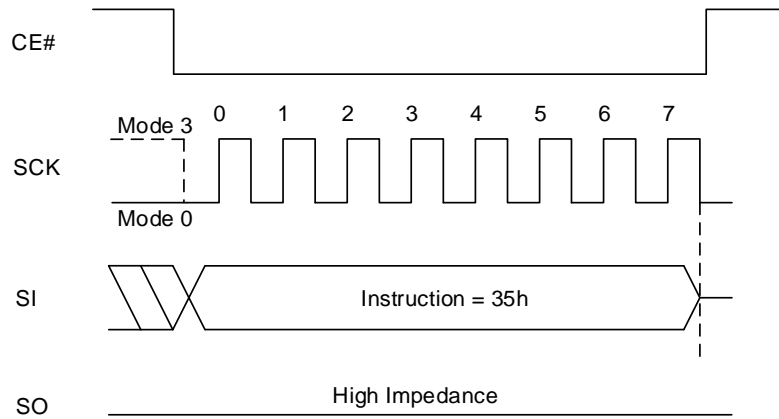 CE#
0 1 2 3 4 5 6 7
Mode 3
SCK
Mode 0
SI
Instruction = 35h
High Impedance
SO